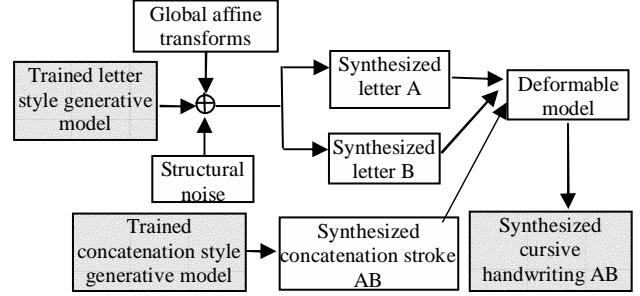 Global affine
transforms
Trained letter
style generative
model
Synthesized
letter A
Deformable
model
Synthesized
letter B
Structural
noise
Trained
concatenation style
generative model
Synthesized
concatenation stroke
AB
Synthesized
cursive
handwriting AB